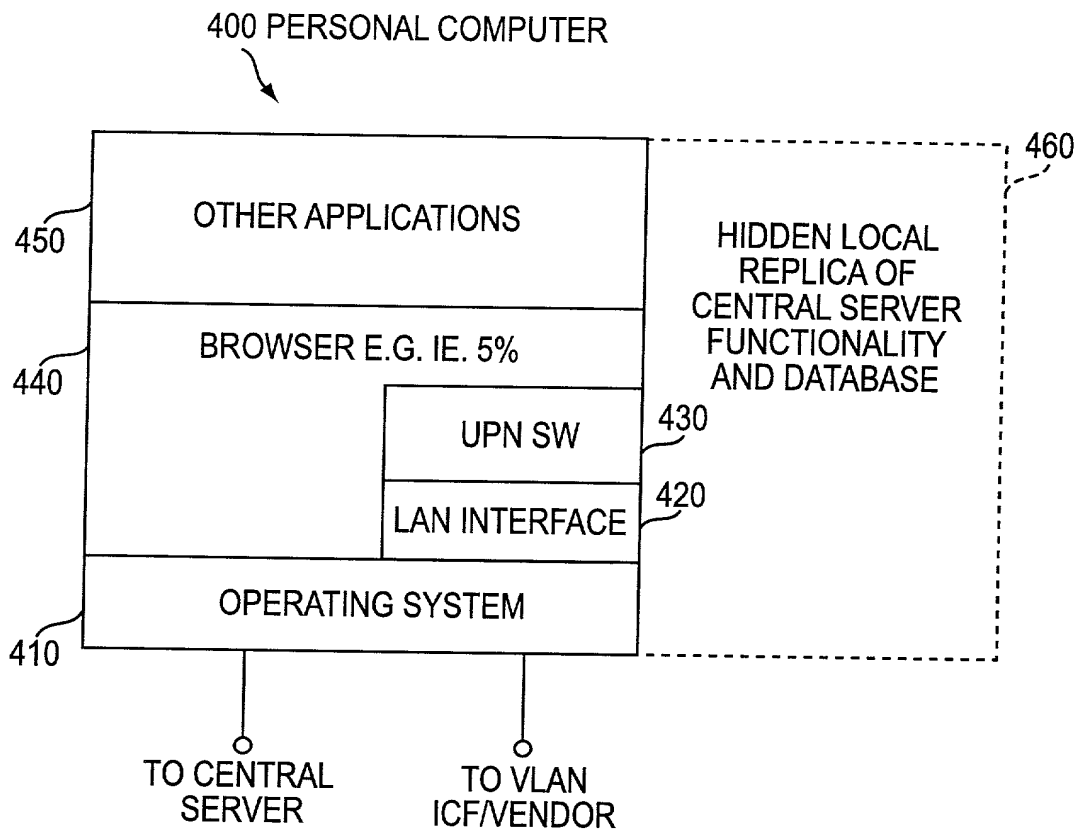 400 PERSONAL COMPUTER
460
450
OTHER APPLICATIONS
HIDDEN LOCAL
REPLICA OF
CENTRAL SERVER
FUNCTIONALITY
AND DATABASE
440
BROWSER E.G. IE. 5%
UPN SW
430
LAN INTERFACE
420
OPERATING SYSTEM
410
TO CENTRAL
SERVER
TO VLAN
ICF/VENDOR